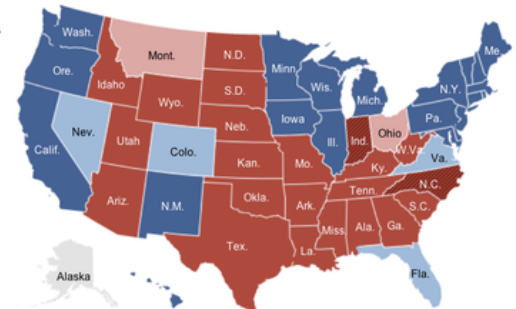 Wash.
Mont.
N.D.
Minn
Me.
Ore.
Idaho
S.D.
Wis.
N.Y.
Wyo.
Mich.
Iowa
Pa.
Nev.
Neb.
Ill.
Ind.
Ohio
Calif.
Utah
Colo.
Kan.
Mo.
W.Va.
Va.
Ky.
N.C.
Tenn.
Ariz.
N.M.
Okla.
Ark.
S.C.
Miss.
Ala.
Ga.
Tex.
La.
Alaska
Fla.